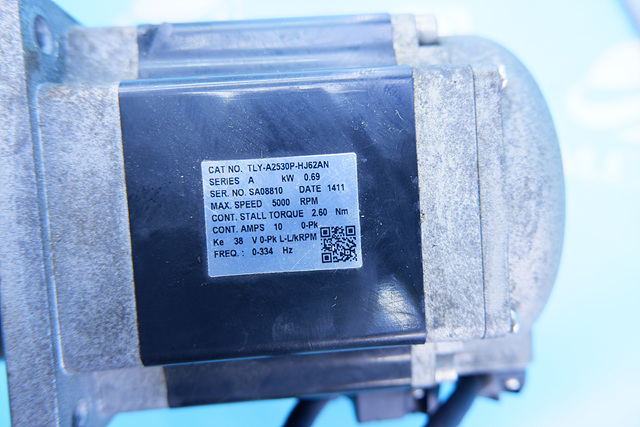 CAT NO. TLY-A2530P-HJ62AN
SERIES A kW 0.69
SER. NO. SA08810 DATE 1411
MAX. SPEED 5000 RPM
CONT. STALL TORQUE 2.60 Nm
CONT. AMPS 10 0-Pk
Ke 38 V 0-Pk L-L/kRPM
FREQ. : 0-334 Hz